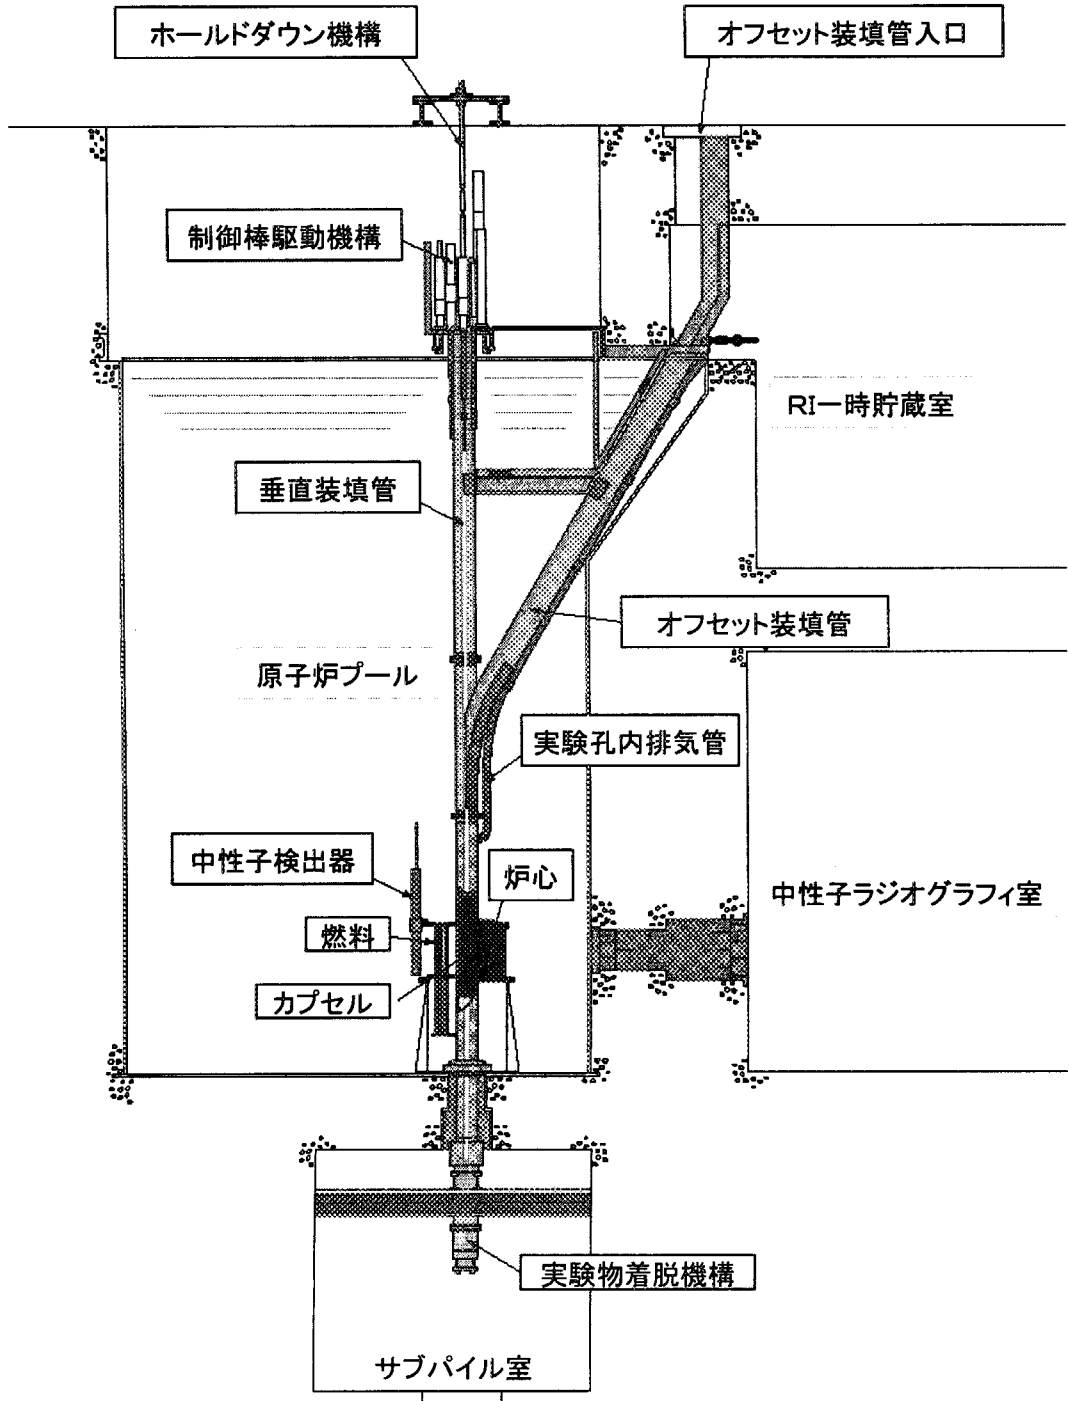 ホールドダウン機構
オフセット装填管入口
制御棒駆動機構
RI一時貯蔵室
垂直装填管
オフセット装填管
原子炉プール
実験孔内排気管
中性子検出器
炉心
中性子ラジオグラフィ室
燃料
カプセル
実験物着脱機構
サブパイル室